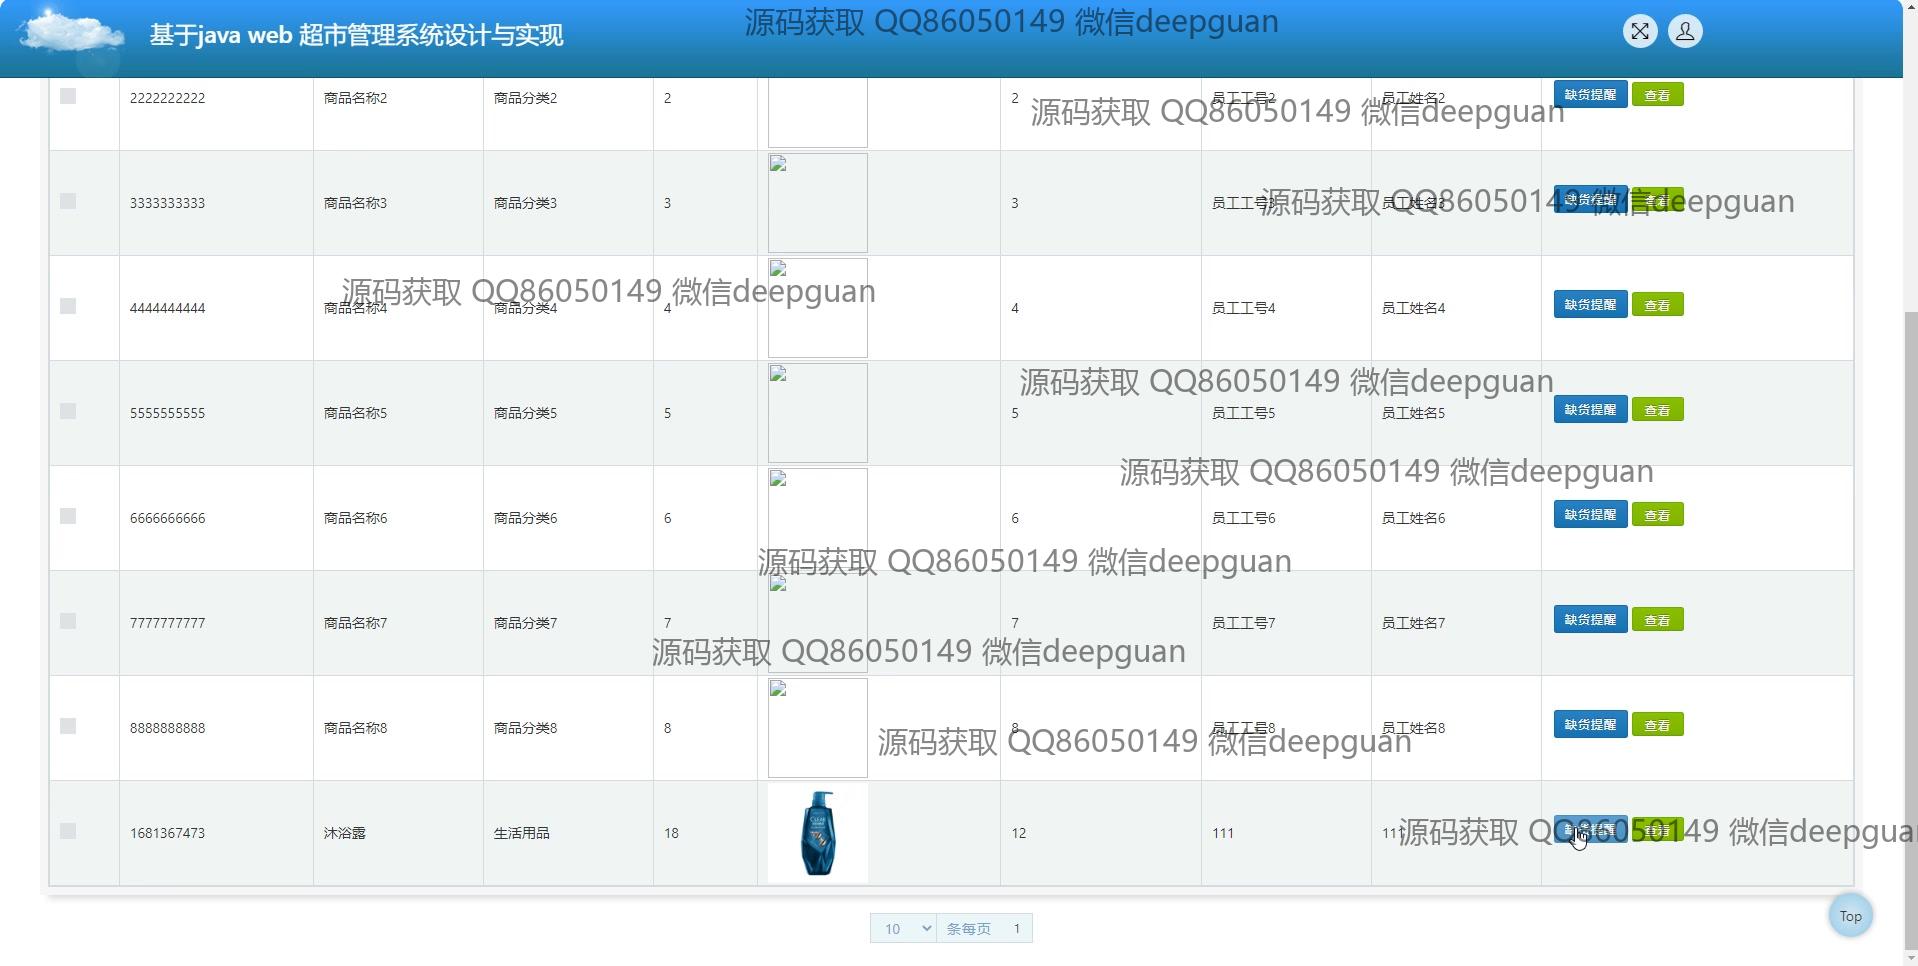 基于java web 超市管理系统设计与实现
源码获取 QQ86050149 微信deepguan
2222222222 商品名称2 商品分类2 2 2 员工工号2 员工姓名2 缺货提醒 查看
源码获取 QQ86050149 微信deepguan
3333333333 商品名称3 商品分类3 3 3 员工工号3 员工姓名3 缺货提醒 查看
源码获取 QQ86050149 微信deepguan
源码获取 QQ86050149 微信deepguan
4444444444 商品名称4 商品分类4 4 4 员工工号4 员工姓名4 缺货提醒 查看
源码获取 QQ86050149 微信deepguan
5555555555 商品名称5 商品分类5 5 5 员工工号5 员工姓名5 缺货提醒 查看
源码获取 QQ86050149 微信deepguan
6666666666 商品名称6 商品分类6 6 6 员工工号6 员工姓名6 缺货提醒 查看
源码获取 QQ86050149 微信deepguan
7777777777 商品名称7 商品分类7 7 7 员工工号7 员工姓名7 缺货提醒 查看
源码获取 QQ86050149 微信deepguan
8888888888 商品名称8 商品分类8 8 8 员工工号8 员工姓名8 缺货提醒 查看
源码获取 QQ86050149 微信deepguan
CLEAR
1681367473 沐浴露 生活用品 18 12 111 111 缺货提醒 查看
源码获取 QQ86050149 微信deepguan
Top
10 条每页 1